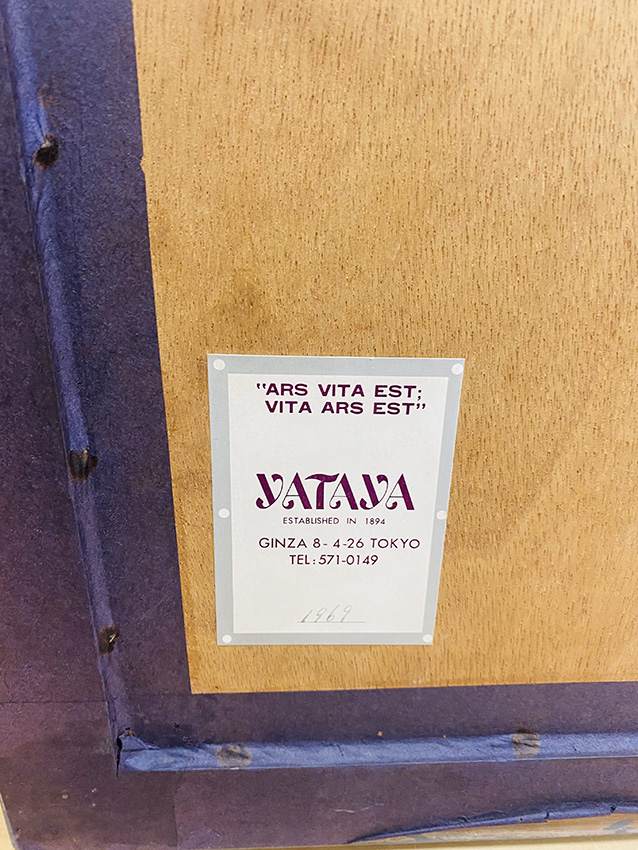 "ARS VITA EST;
VITA ARS EST"
YATAYA
ESTABLISHED IN 1894
GINZA 8-4-26 TOKYO
TEL:571-0149
1969